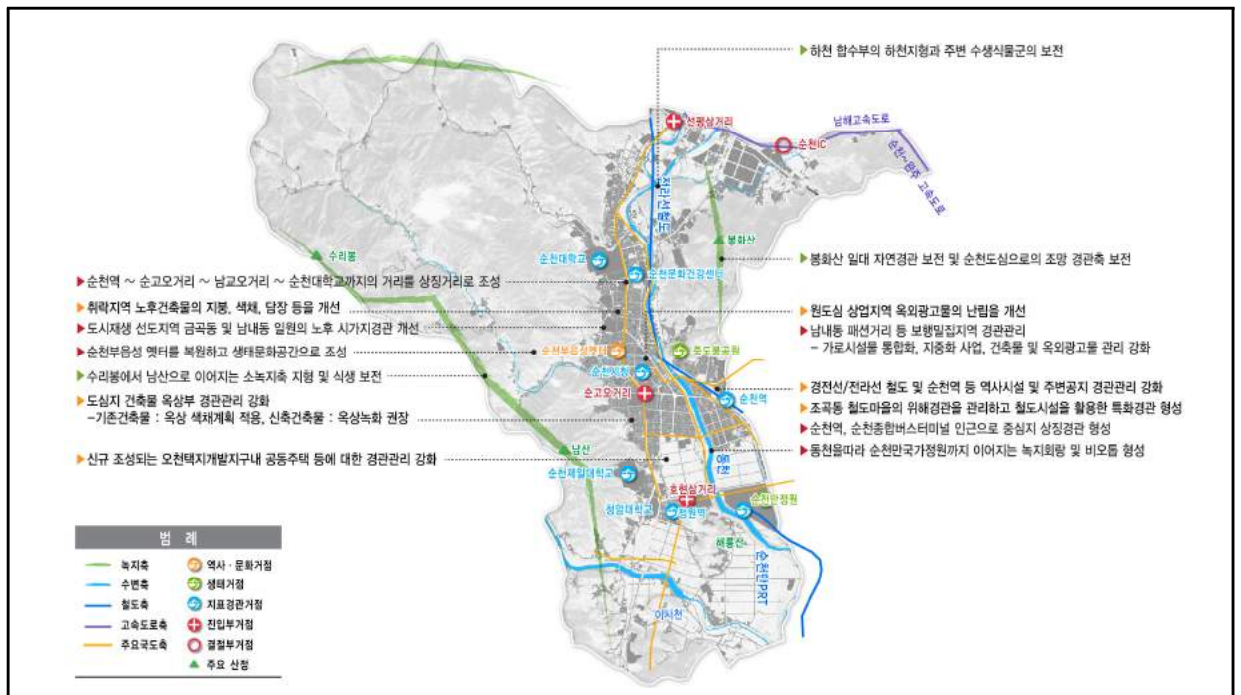 ▶하천 합수부의 하천지형과 주변 수생식물군의 보전
선평삼거리
순천IC
남해고속도로
순천~완주 고속도로
전라선철도
수리봉
봉화산
순천대학교
순천문화건강센터
▶봉화산 일대 자연경관 보전 및 순천도심으로의 조망 경관축 보전
▶순천역 ~ 순고오거리 ~ 남교오거리 ~ 순천대학교까지의 거리를 상징거리로 조성
▶취락지역 노후건축물의 지붕, 색채, 담장 등을 개선
▶도시재생 선도지역 금곡동 및 남내동 일원의 노후 시가지경관 개선
▶순천부읍성 옛터를 복원하고 생태문화공간으로 조성
▶수리봉에서 남산으로 이어지는 소녹지축 지형 및 식생 보전
▶도심지 건축물 옥상부 경관관리 강화
-기존건축물 : 옥상 색채계획 적용, 신축건축물 : 옥상녹화 권장
▶신규 조성되는 오천택지개발지구내 공동주택 등에 대한 경관관리 강화
▶원도심 상업지역 옥외광고물의 난립을 개선
▶남내동 패션거리 등 보행밀집지역 경관관리
- 가로시설물 통합화, 지중화 사업, 건축물 및 옥외광고물 관리 강화
▶경전선/전라선 철도 및 순천역 등 역사시설 및 주변공지 경관관리 강화
▶조곡동 철도마을의 위해경관을 관리하고 철도시설을 활용한 특화경관 형성
▶순천역, 순천종합버스터미널 인근으로 중심지 상징경관 형성
▶동천을따라 순천만국가정원까지 이어지는 녹지회랑 및 비오톱 형성
순천부읍성옛터
죽도봉공원
순천시청
순고오거리
순천역
남산
동천
순천제일대학교
호현삼거리
청암대학교
정원역
순천만정원
해룡산
순천만PRT
이사천
범 례
녹지축
수변축
철도축
고속도로축
주요국도축
역사·문화거점
생태거점
지표경관거점
진입부거점
결절부거점
주요 산정